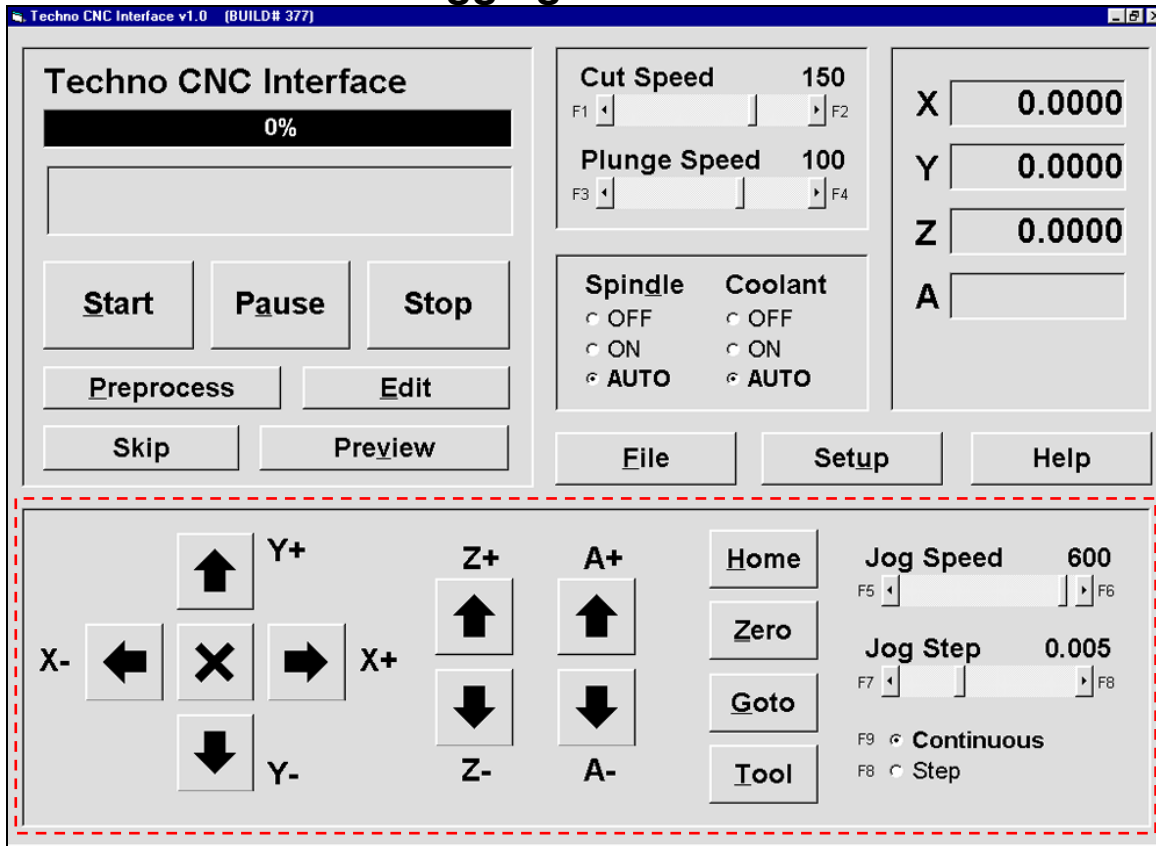 gg g
Techno CNC Interface v1.0 (BUILD# 377)
Techno CNC Interface
0%
Start Pause Stop
Preprocess Edit
Skip Preview
Cut Speed 150
F1 F2
Plunge Speed 100
F3 F4
Spindle Coolant
OFF OFF
ON ON
AUTO AUTO
X 0.0000
Y 0.0000
Z 0.0000
A
File Setup Help
Y+
X- X+
Y-
Z+
Z-
A+
A-
Home
Zero
Goto
Tool
Jog Speed 600
F5 F6
Jog Step 0.005
F7 F8
F9 Continuous
F8 Step